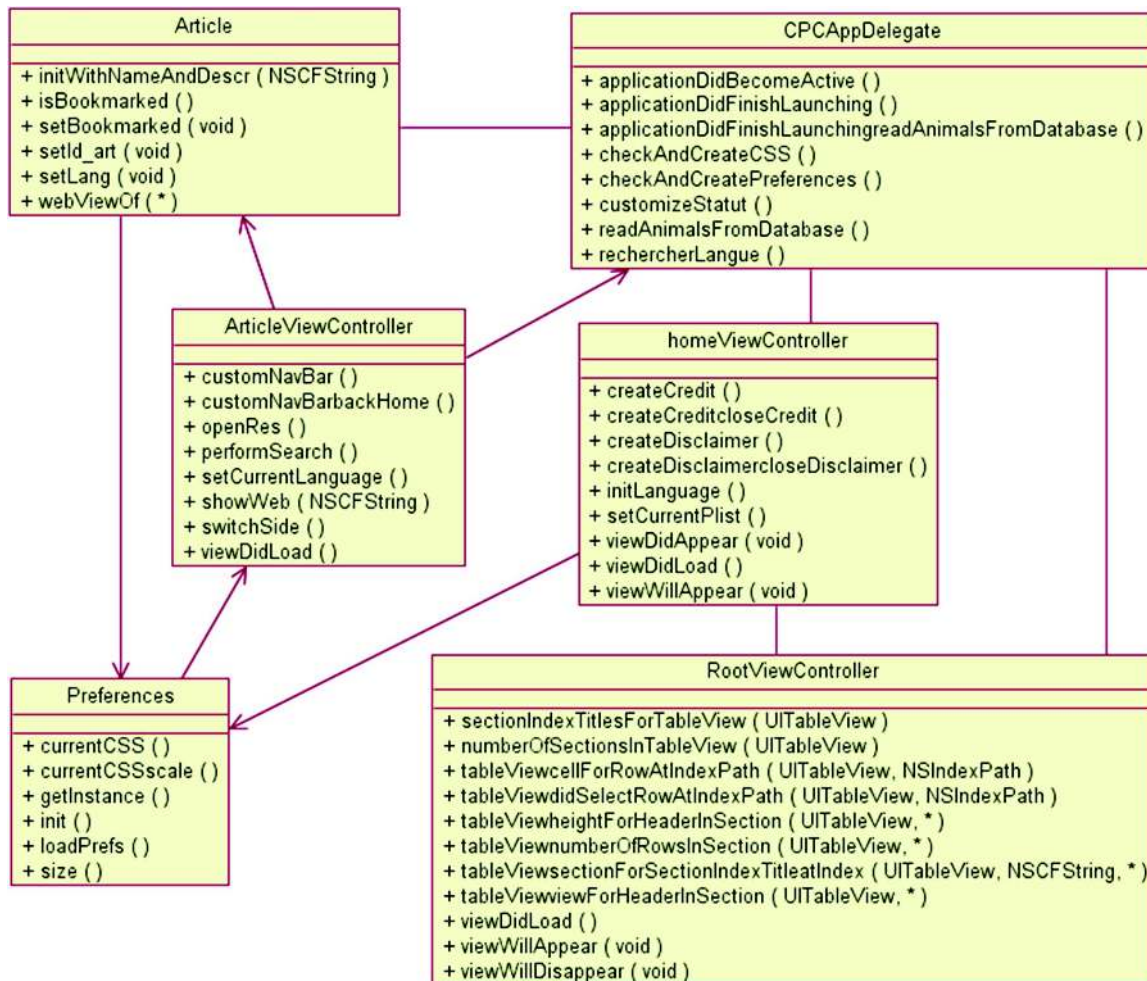 Article
+ initWithNameAndDescr ( NSCFString )
+ isBookmarked ( )
+ setBookmarked ( void )
+ setId_art ( void )
+ setLang ( void )
+ webViewOf ( * )
CPCAppDelegate
+ applicationDidBecomeActive ( )
+ applicationDidFinishLaunching ( )
+ applicationDidFinishLaunchingreadAnimalsFromDatabase ( )
+ checkAndCreateCSS ( )
+ checkAndCreatePreferences ( )
+ customizeStatut ( )
+ readAnimalsFromDatabase ( )
+ rechercherLangue ( )
ArticleViewController
+ customNavBar ( )
+ customNavBarbackHome ( )
+ openRes ( )
+ performSearch ( )
+ setCurrentLanguage ( )
+ showWeb ( NSCFString )
+ switchSide ( )
+ viewDidLoad ( )
homeViewController
+ createCredit ( )
+ createCreditcloseCredit ( )
+ createDisclaimer ( )
+ createDisclaimercloseDisclaimer ( )
+ initLanguage ( )
+ setCurrentPlist ( )
+ viewDidAppear ( void )
+ viewDidLoad ( )
+ viewWillAppear ( void )
Preferences
+ currentCSS ( )
+ currentCSSscale ( )
+ getInstance ( )
+ init ( )
+ loadPrefs ( )
+ size ( )
RootViewController
+ sectionIndexTitlesForTableView ( UITableView )
+ numberOfSectionsInTableView ( UITableView )
+ tableViewcellForRowAtIndexPath ( UITableView, NSIndexPath )
+ tableViewdidSelectRowAtIndexPath ( UITableView, NSIndexPath )
+ tableViewheightForHeaderInSection ( UITableView, * )
+ tableViewnumberOfRowsInSection ( UITableView, * )
+ tableViewsectionForSectionIndexTitleatIndex ( UITableView, NSCFString, * )
+ tableViewviewForHeaderInSection ( UITableView, * )
+ viewDidLoad ( )
+ viewWillAppear ( void )
+ viewWillDisappear ( void )